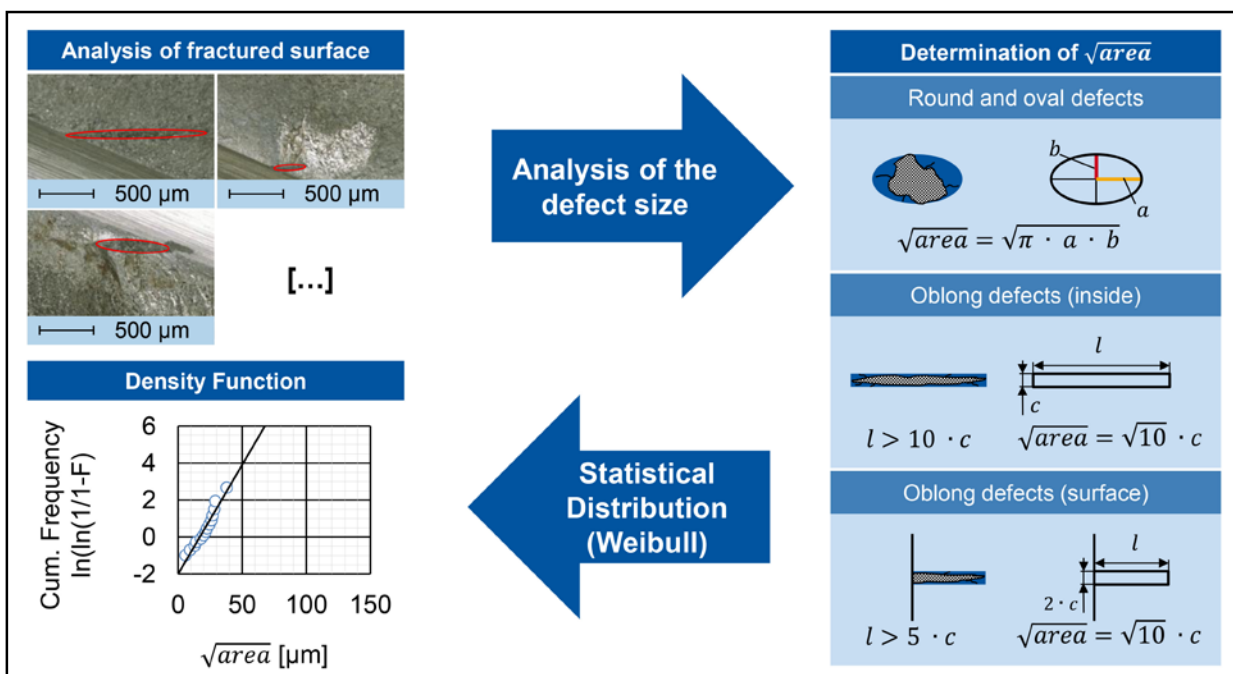 Analysis of fractured surface
500 µm
500 µm
500 µm
[...]
Analysis of the
defect size
Determination of √area
Round and oval defects
b
a
√area = √π · a · b
Oblong defects (inside)
l
c
l > 10 · c
√area = √10 · c
Oblong defects (surface)
l
2 · c
l > 5 · c
√area = √10 · c
Statistical
Distribution
(Weibull)
Density Function
Cum. Frequency
ln(ln(1/1-F)
6
4
2
0
-2
0 50 100 150
√area [µm]